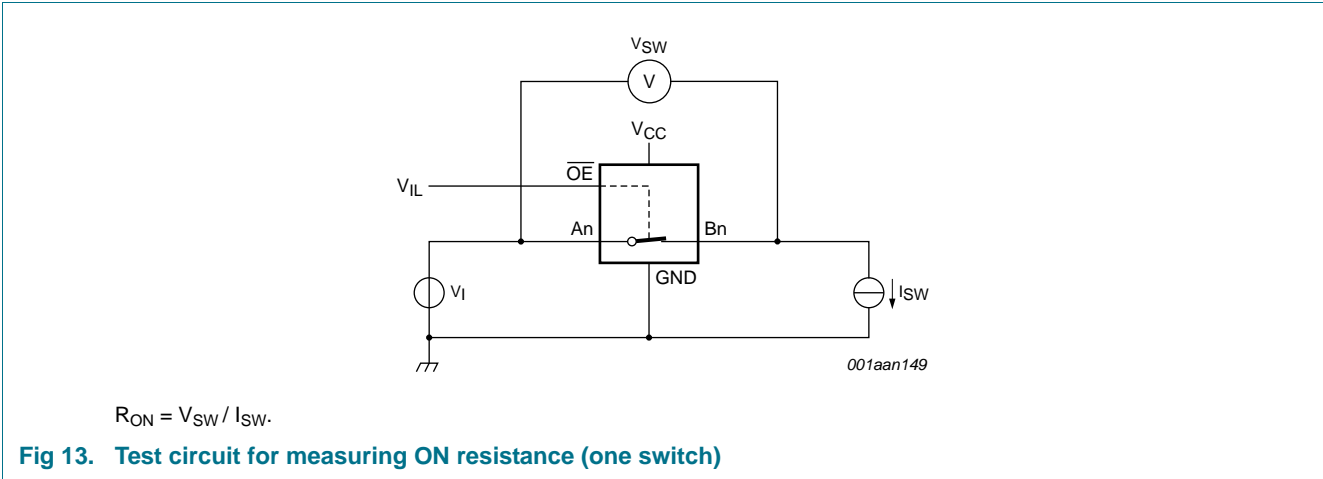 VSW
V
VCC
OE
VIL
An
Bn
GND
VI
ISW
001aan149
RON = VSW / ISW.
Fig 13. Test circuit for measuring ON resistance (one switch)